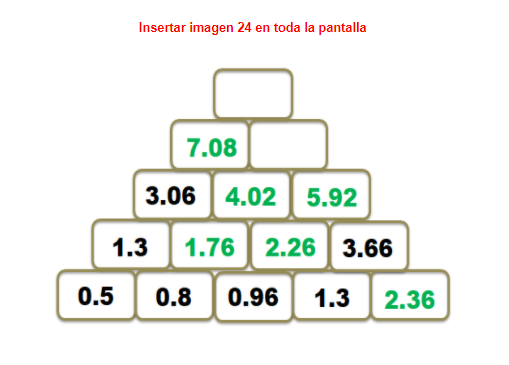 Insertar imagen 24 en toda la pantalla
7.08
3.06 4.02 5.92
1.3 1.76 2.26 3.66
0.5 0.8 0.96 1.3 2.36